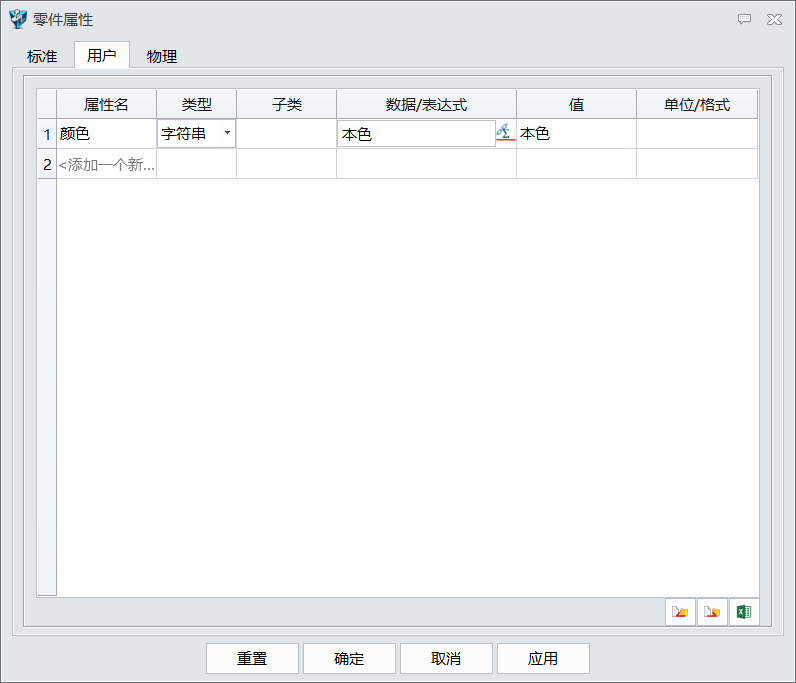 零件属性
标准 用户 物理
属性名 类型 子类 数据/表达式 值 单位/格式
1 颜色 字符串 本色 本色
2 <添加一个新...
重置 确定 取消 应用